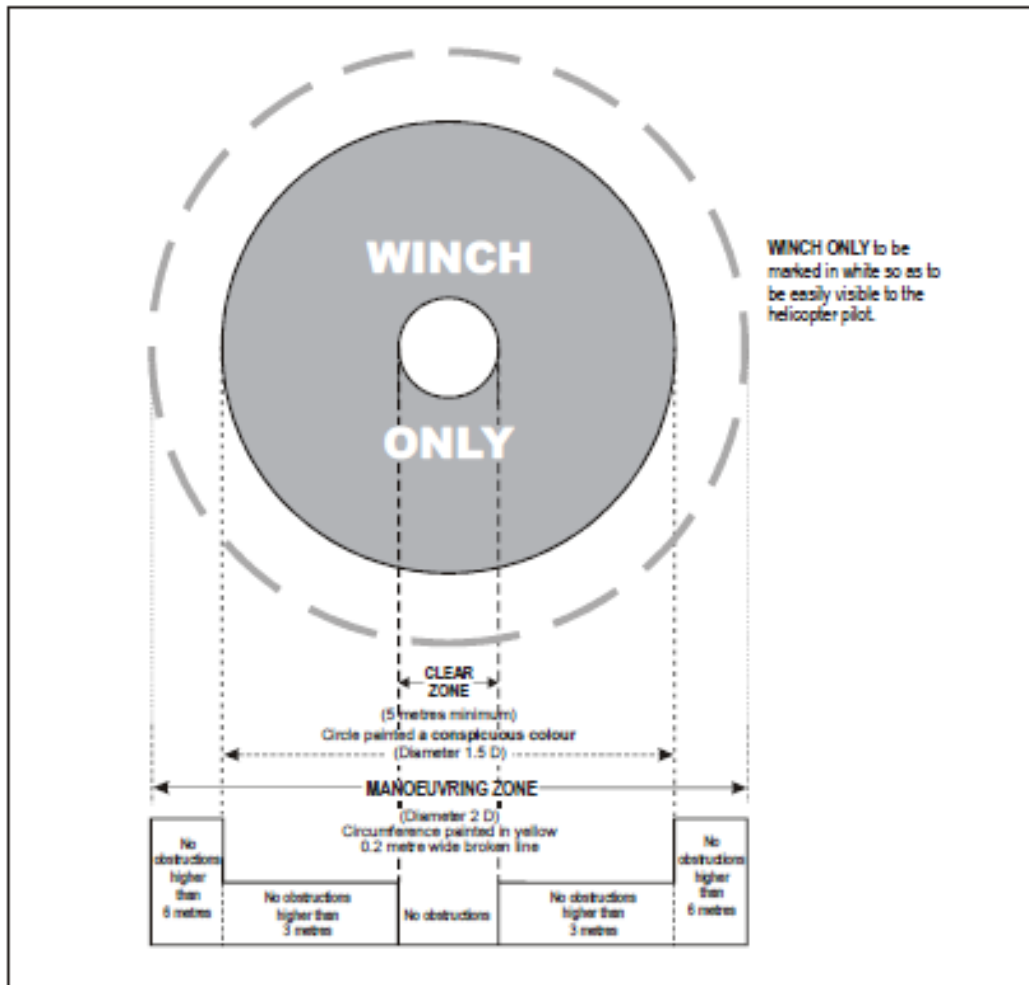 WINCH
ONLY
WINCH ONLY to be
marked in white so as to
be easily visible to the
helicopter pilot.
CLEAR
ZONE
(5 metres minimum)
Circle painted a conspicuous colour
(Diameter 1.5 D)
MANOEUVRING ZONE
(Diameter 2 D)
Circumference painted in yellow
0.2 metre wide broken line
No
obstructions
higher
than
6 metres
No obstructions
higher than
3 metres
No obstructions
No obstructions
higher than
3 metres
No
obstructions
higher
than
6 metres